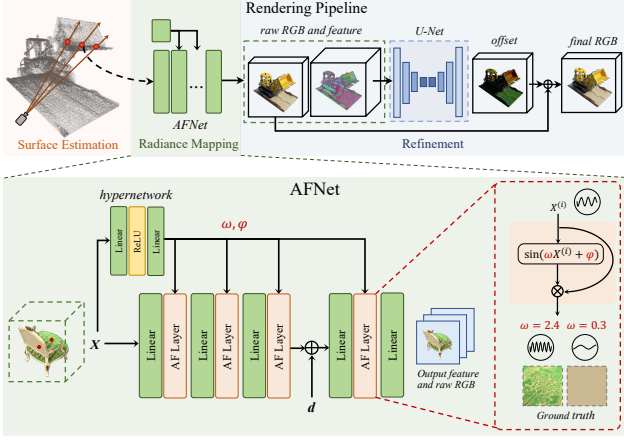 Rendering Pipeline
raw RGB and feature
U-Net
offset
final RGB
...
AFNet
Surface Estimation
Radiance Mapping
Refinement
AFNet
hypernetwork
Linear
ReLU
Linear
ω, φ
X
Linear
AF Layer
Linear
AF Layer
Linear
AF Layer
d
Linear
AF Layer
Linear
Output feature
and raw RGB
X⁽ⁱ⁾
sin(ωX⁽ⁱ⁾ + φ)
ω = 2.4 ω = 0.3
Ground truth